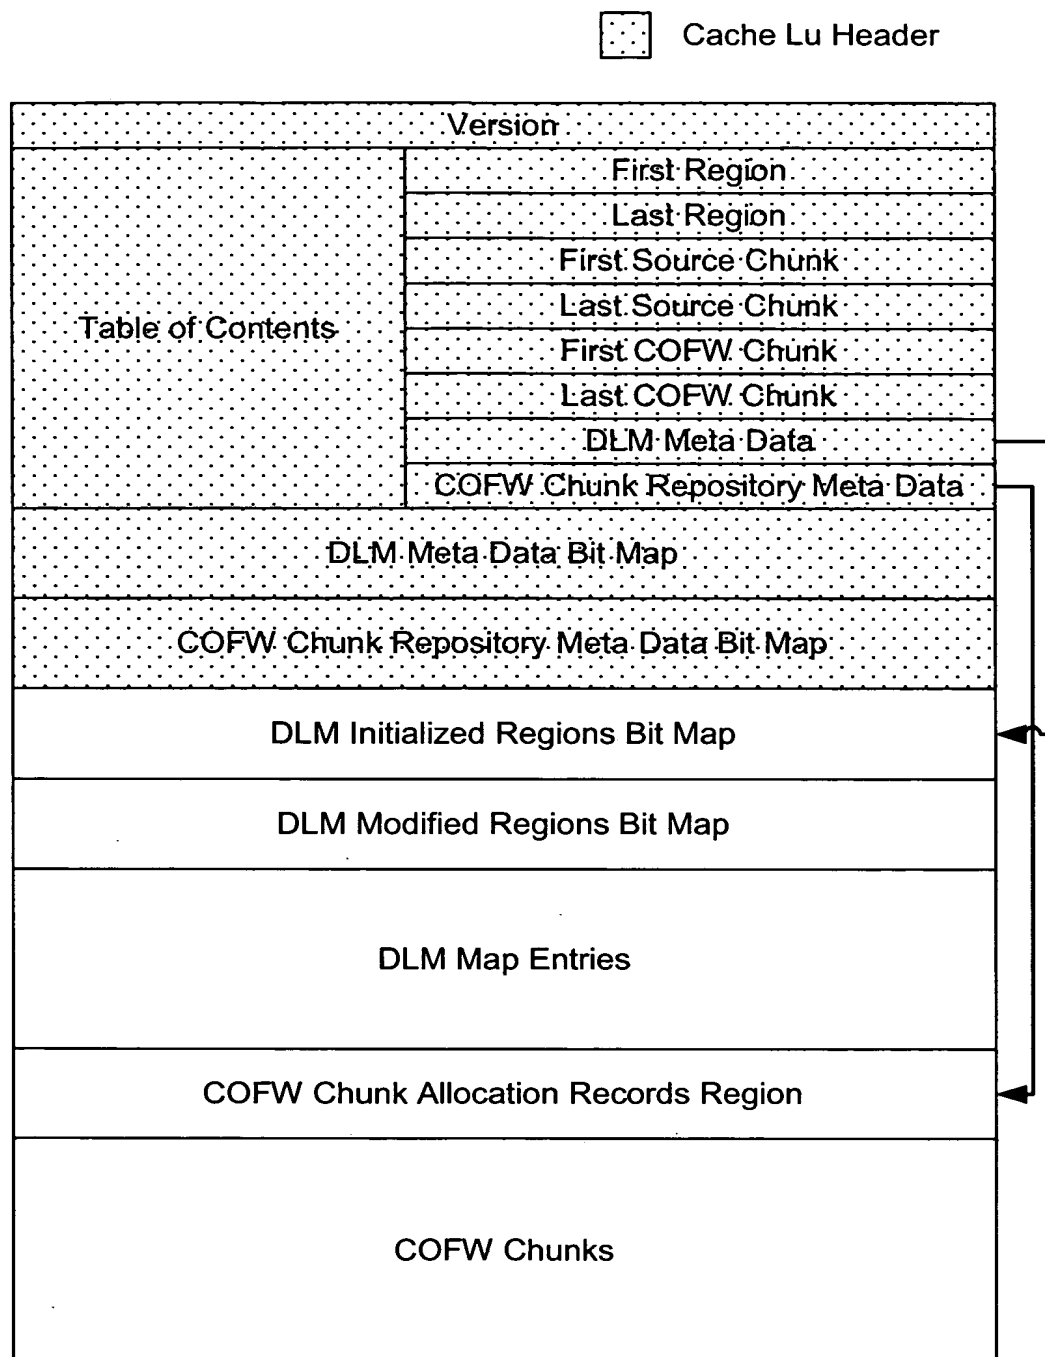 Cache Lu Header
Version
Table of Contents
First Region
Last Region
First Source Chunk
Last Source Chunk
First COFW Chunk
Last COFW Chunk
DLM Meta Data
COFW Chunk Repository Meta Data
DLM Meta Data Bit Map
COFW Chunk Repository Meta Data Bit Map
DLM Initialized Regions Bit Map
DLM Modified Regions Bit Map
DLM Map Entries
COFW Chunk Allocation Records Region
COFW Chunks